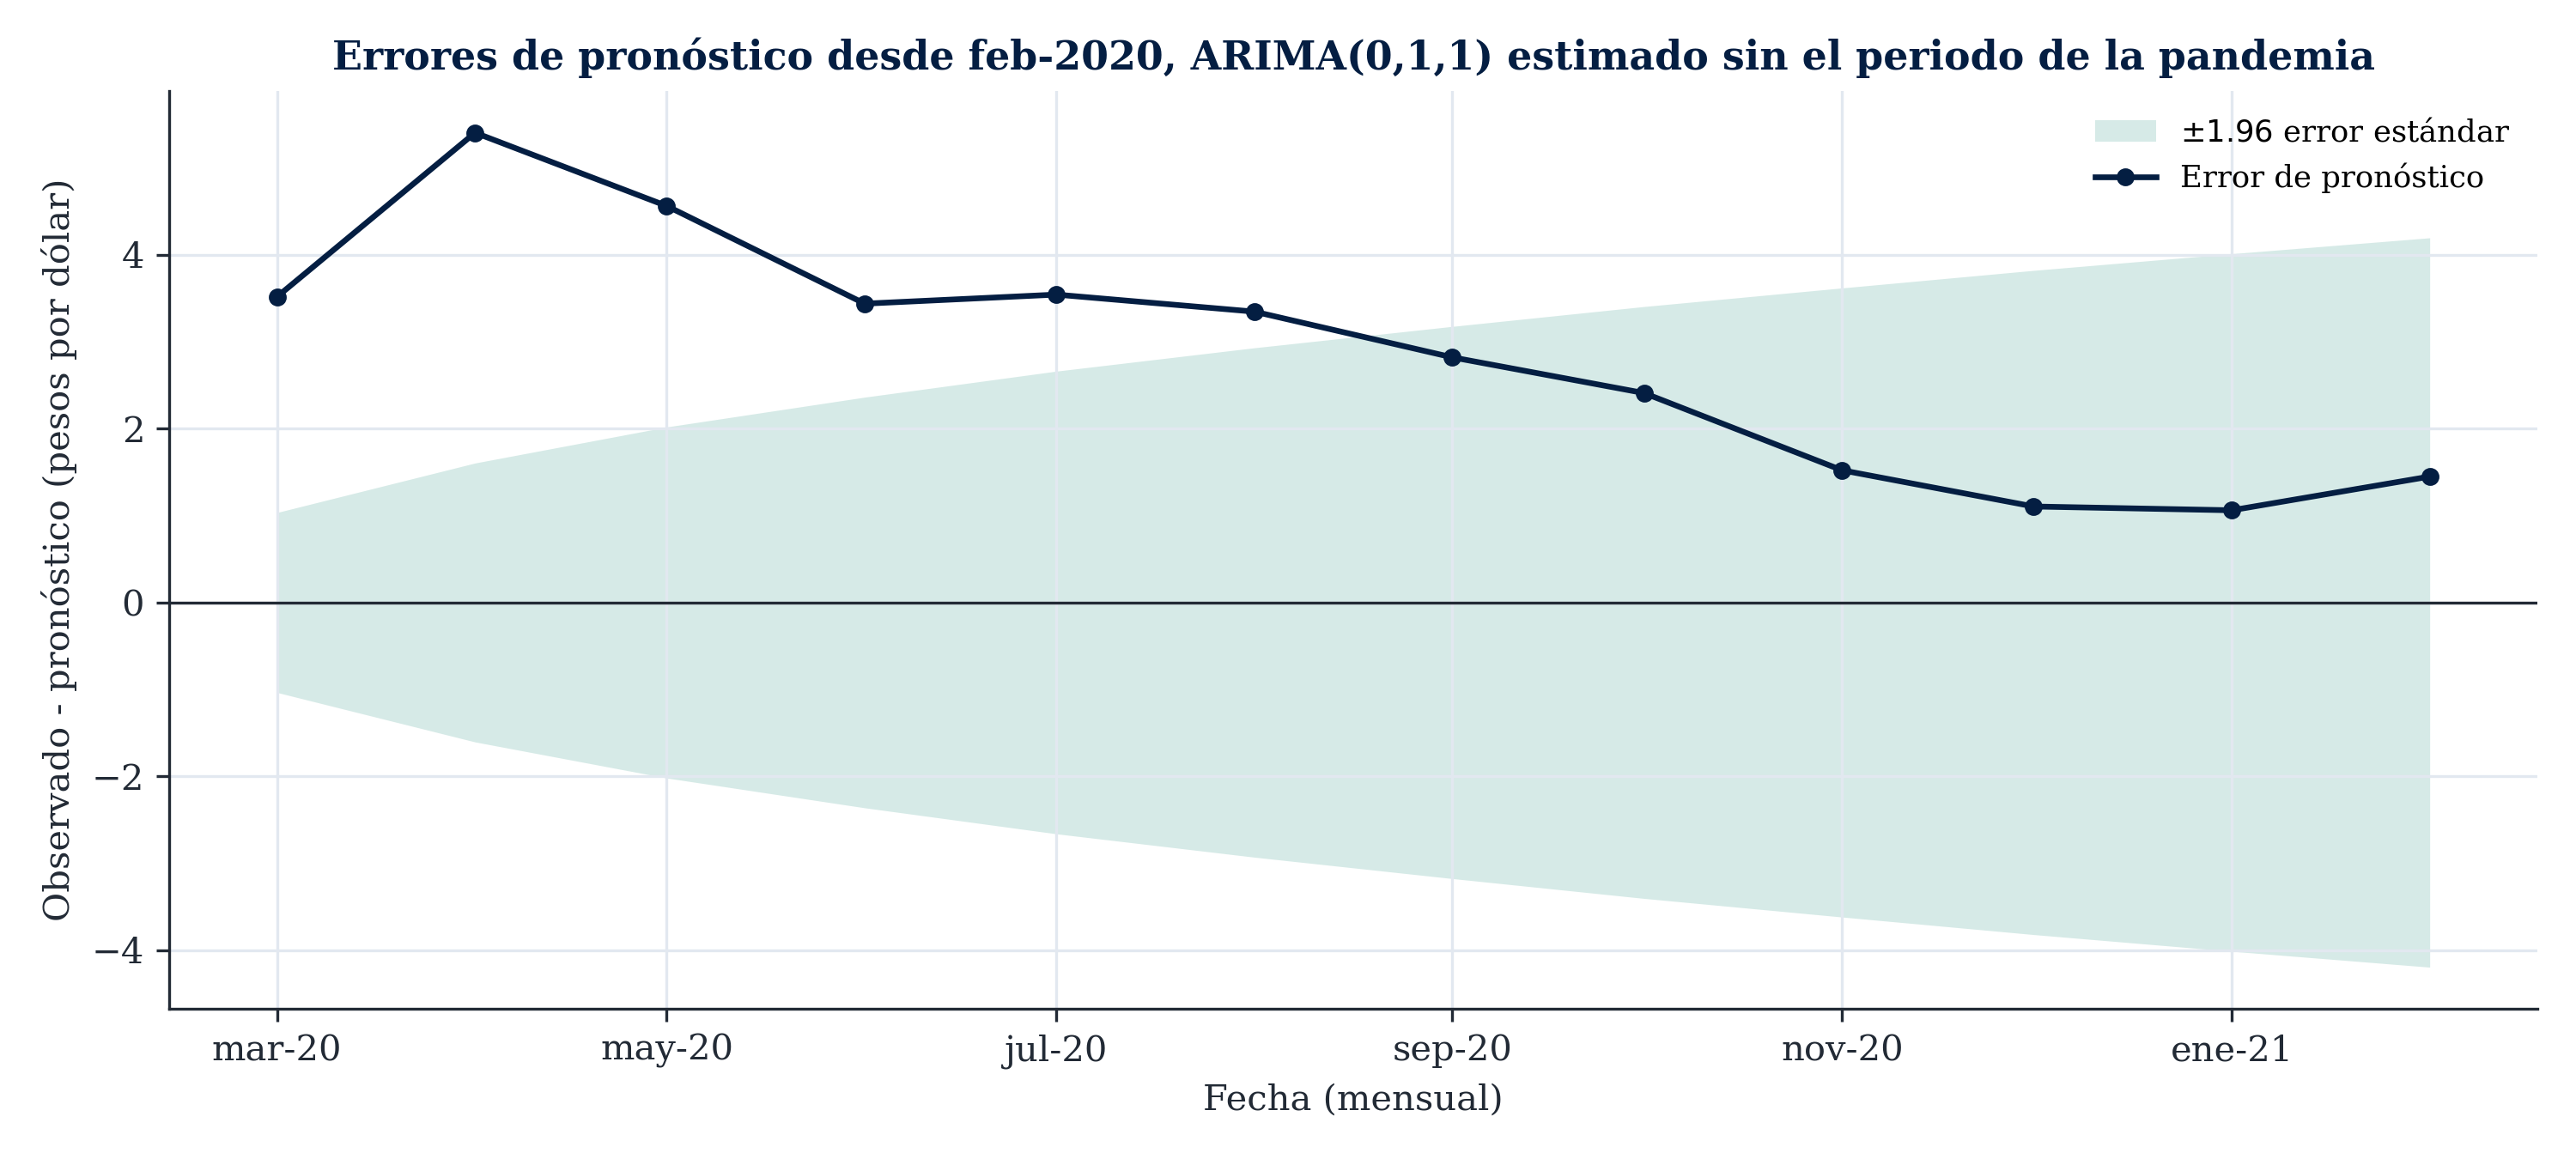 Errores de pronóstico desde feb-2020, ARIMA(0,1,1) estimado sin el periodo de la pandemia
±1.96 error estándar
Error de pronóstico
Observado - pronóstico (pesos por dólar)
4
2
0
−2
−4
mar-20
may-20
jul-20
sep-20
nov-20
ene-21
Fecha (mensual)